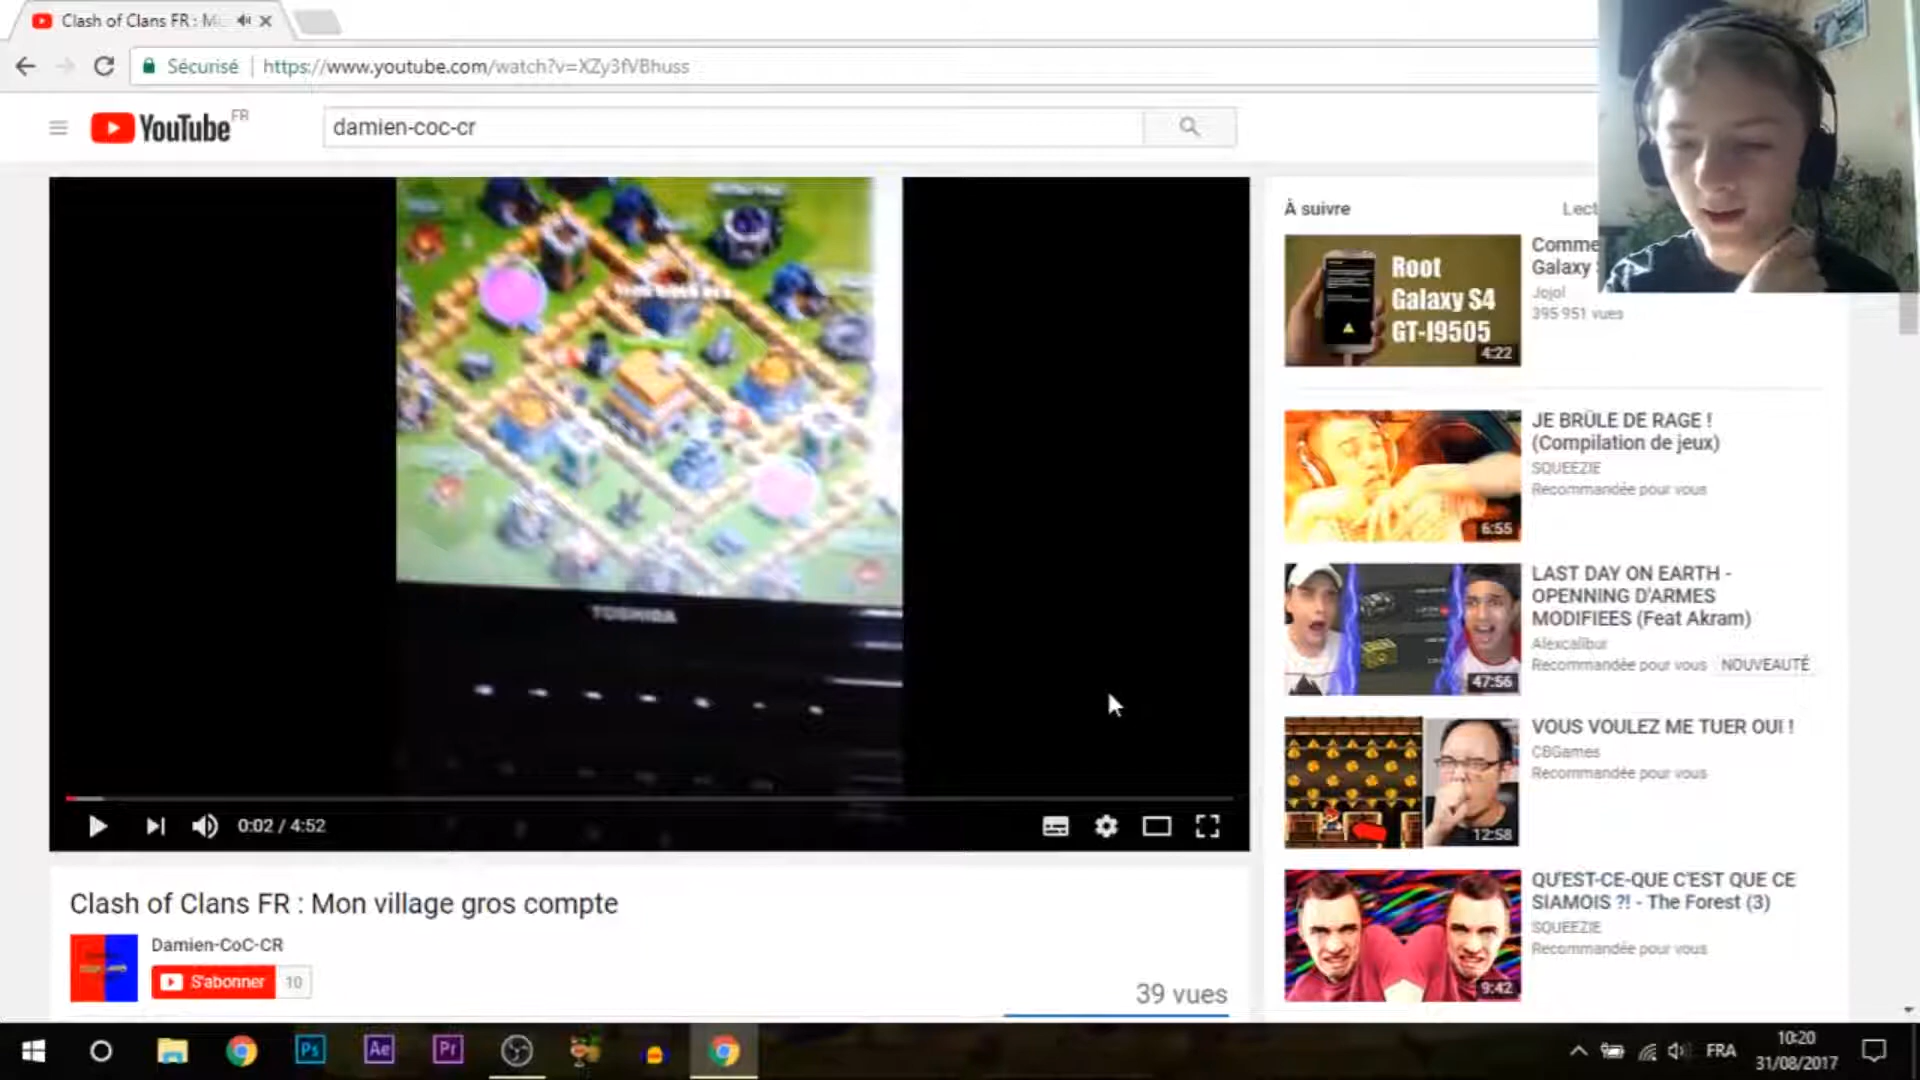 Clash of Clans FR : M
Sécurisé
https://www.youtube.com/watch?v=XZy3fVBhuss
YouTube FR
damien-coc-cr
TOSHIBA
0:02 / 4:52
Clash of Clans FR : Mon village gros compte
Damien-CoC-CR
S'abonner 10
39 vues
À suivre
Lect
Root
Galaxy S4
GT-I9505
4:22
Comme
Galaxy
Jojol
395 951 vues
6:55
JE BRÛLE DE RAGE !
(Compilation de jeux)
SQUEEZIE
Recommandée pour vous
47:56
LAST DAY ON EARTH -
OPENNING D'ARMES
MODIFIEES (Feat Akram)
Alexcalibur
Recommandée pour vous NOUVEAUTÉ
12:58
VOUS VOULEZ ME TUER OUI !
CBGames
Recommandée pour vous
9:42
QU'EST-CE-QUE C'EST QUE CE
SIAMOIS ?! - The Forest (3)
SQUEEZIE
Recommandée pour vous
Ps
Ae
Pr
FRA
10:20
31/08/2017